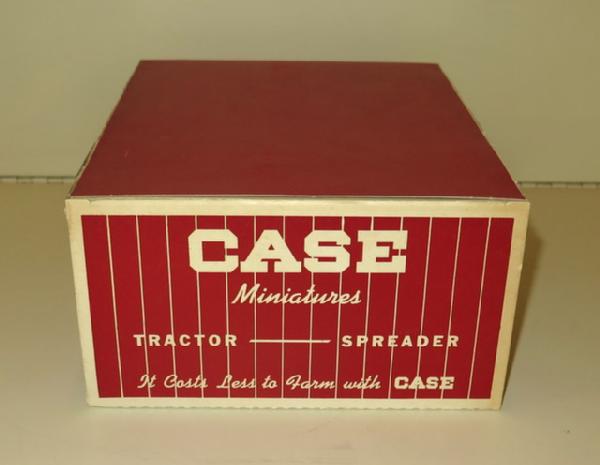 CASE
Miniatures
TRACTOR — SPREADER
It Costs Less to Farm with CASE